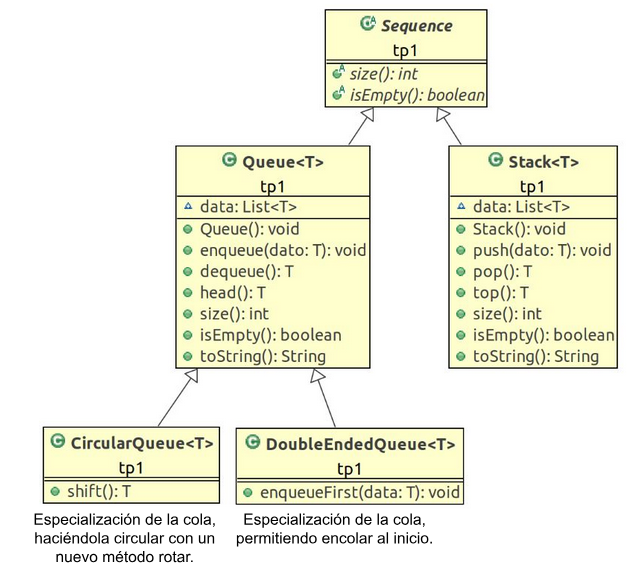 Sequence
tp1
size(): int
isEmpty(): boolean
Queue<T>
tp1
data: List<T>
Queue(): void
enqueue(dato: T): void
dequeue(): T
head(): T
size(): int
isEmpty(): boolean
toString(): String
Stack<T>
tp1
data: List<T>
Stack(): void
push(dato: T): void
pop(): T
top(): T
size(): int
isEmpty(): boolean
toString(): String
CircularQueue<T>
tp1
shift(): T
Especialización de la cola,
haciéndola circular con un
nuevo método rotar.
DoubleEndedQueue<T>
tp1
enqueueFirst(data: T): void
Especialización de la cola,
permitiendo encolar al inicio.